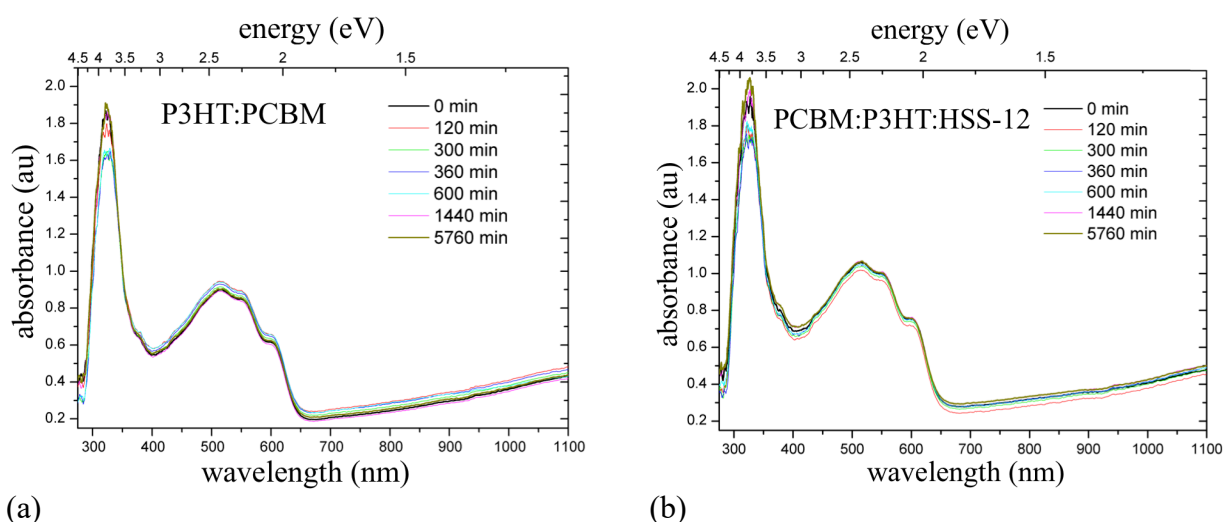 energy (eV)
4.5 4 3.5 3 2.5 2 1.5
P3HT:PCBM
0 min
120 min
300 min
360 min
600 min
1440 min
5760 min
absorbance (au)
2.0
1.8
1.6
1.4
1.2
1.0
0.8
0.6
0.4
0.2
300 400 500 600 700 800 900 1000 1100
wavelength (nm)
(a)
energy (eV)
4.5 4 3.5 3 2.5 2 1.5
PCBM:P3HT:HSS-12
0 min
120 min
300 min
360 min
600 min
1440 min
5760 min
absorbance (au)
2.0
1.8
1.6
1.4
1.2
1.0
0.8
0.6
0.4
0.2
300 400 500 600 700 800 900 1000 1100
wavelength (nm)
(b)